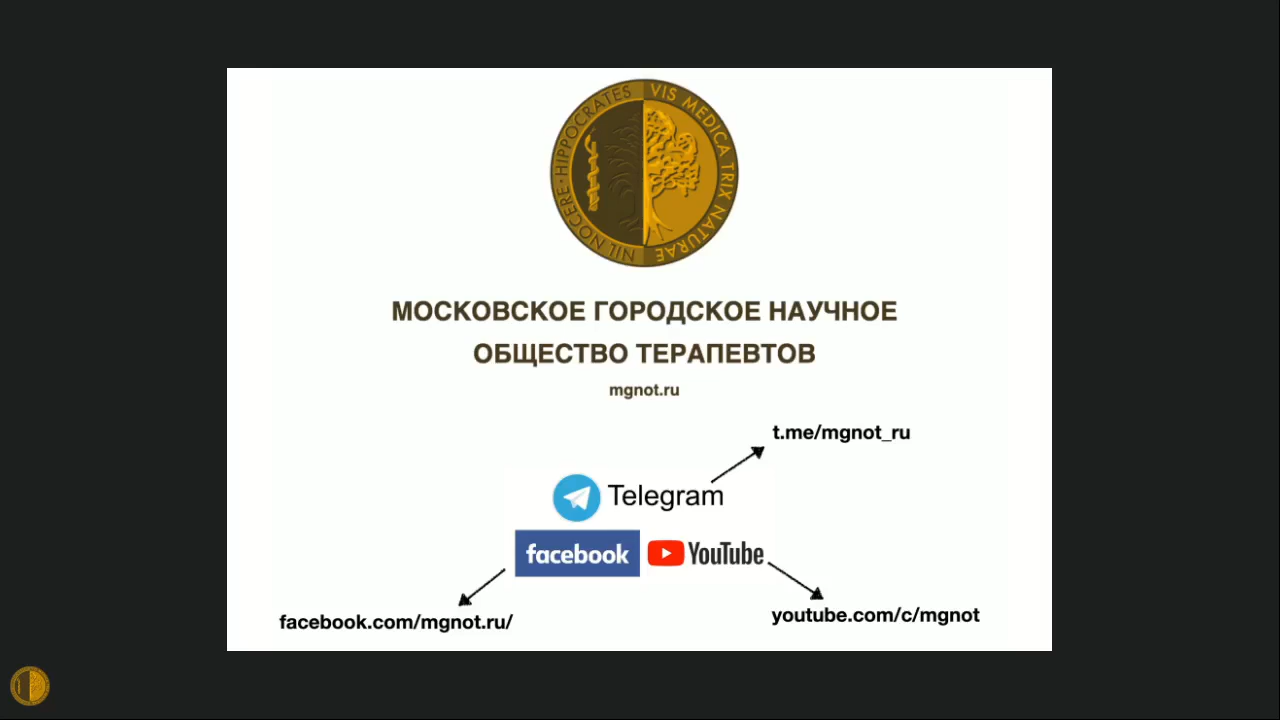 NIL NOCERE·HIPPOCRATES VIS MEDICA TRIX NATURAE
МОСКОВСКОЕ ГОРОДСКОЕ НАУЧНОЕ
ОБЩЕСТВО ТЕРАПЕВТОВ
mgnot.ru
t.me/mgnot_ru
Telegram
facebook YouTube
facebook.com/mgnot.ru/
youtube.com/c/mgnot